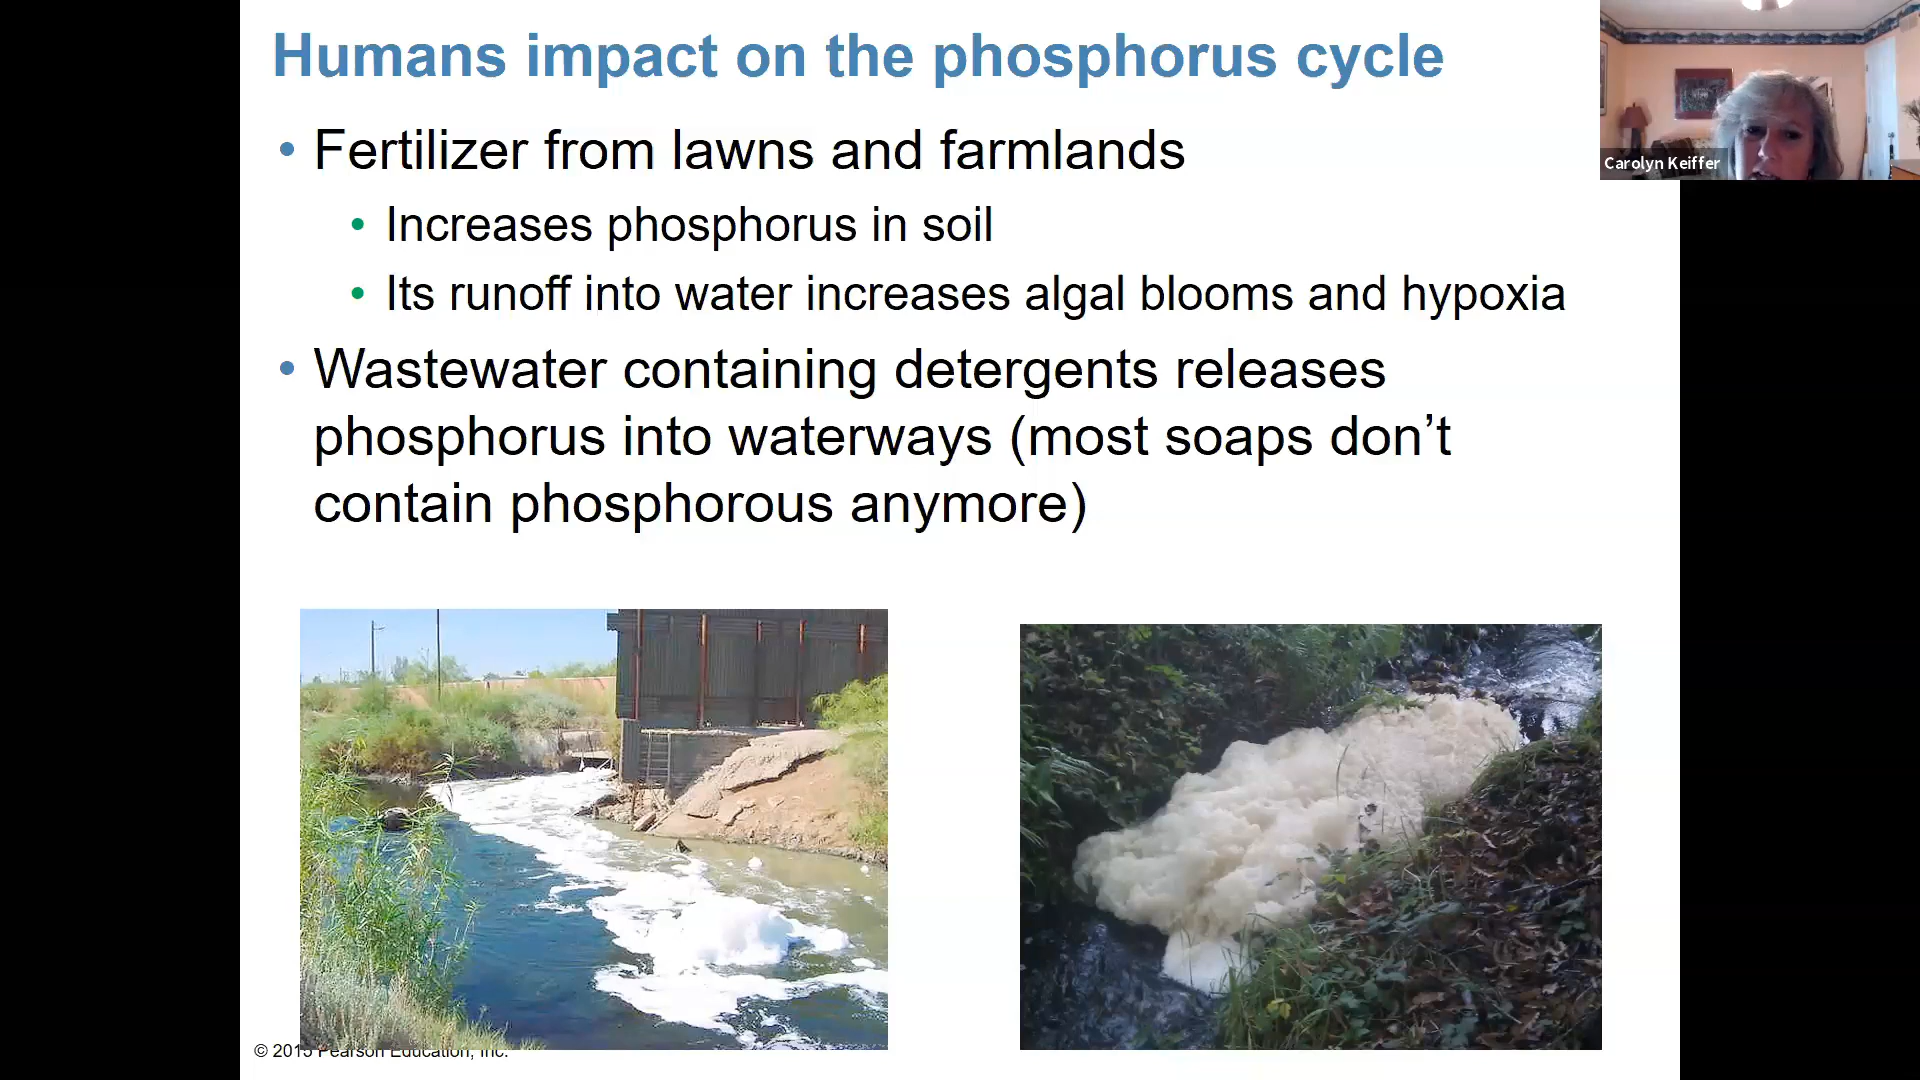 Humans impact on the phosphorus cycle
Carolyn Keiffer
• Fertilizer from lawns and farmlands
• Increases phosphorus in soil
• Its runoff into water increases algal blooms and hypoxia
• Wastewater containing detergents releases
phosphorus into waterways (most soaps don’t
contain phosphorous anymore)
© 2015 Pearson Education, Inc.